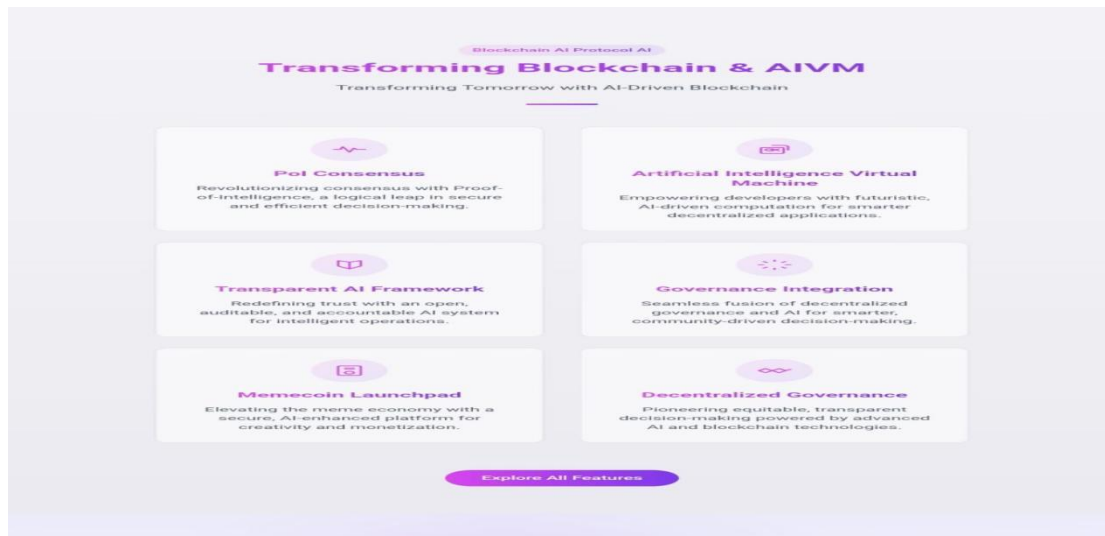 Blockchain AI Protocol AI
Transforming Blockchain & AIVM
Transforming Tomorrow with AI-Driven Blockchain
PoI Consensus
Revolutionizing consensus with Proof-
of-Intelligence, a logical leap in secure
and efficient decision-making.
Artificial Intelligence Virtual
Machine
Empowering developers with futuristic,
AI-driven computation for smarter
decentralized applications.
Transparent AI Framework
Redefining trust with an open,
auditable, and accountable AI system
for intelligent operations.
Governance Integration
Seamless fusion of decentralized
governance and AI for smarter,
community-driven decision-making.
Memecoin Launchpad
Elevating the meme economy with a
secure, AI-enhanced platform for
creativity and monetization.
Decentralized Governance
Pioneering equitable, transparent
decision-making powered by advanced
AI and blockchain technologies.
Explore All Features